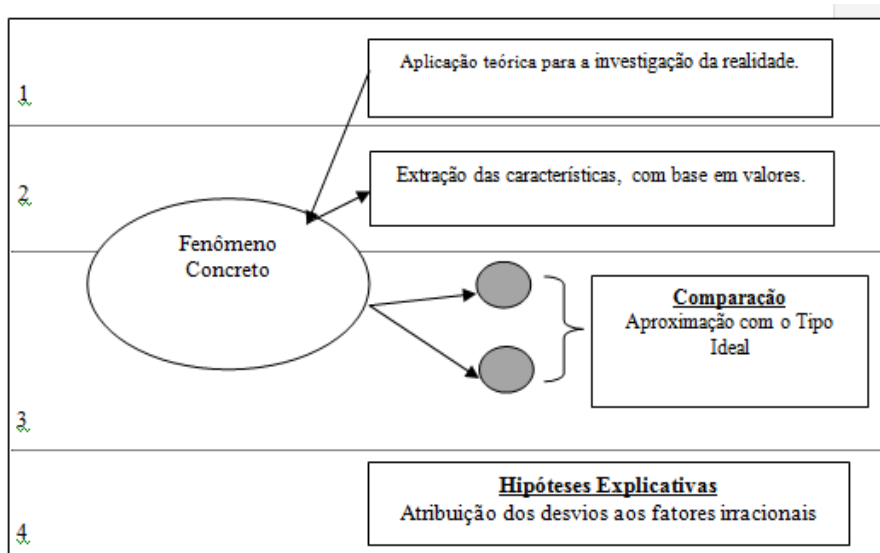 Aplicação teórica para a investigação da realidade.
1
Extração das características, com base em valores.
2
Fenômeno
Concreto
Comparação
Aproximação com o Tipo
Ideal
3
Hipóteses Explicativas
Atribuição dos desvios aos fatores irracionais
4